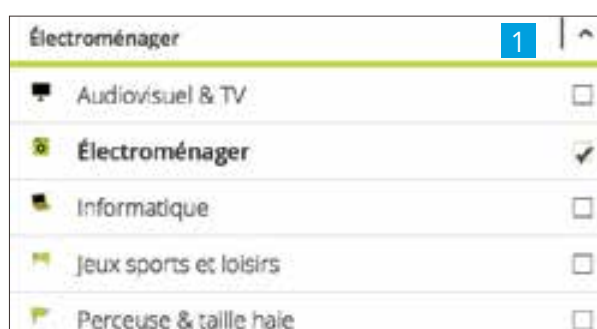 Électroménager 1
Audiovisuel & TV
Électroménager
Informatique
Jeux sports et loisirs
Perceuse & taille haie